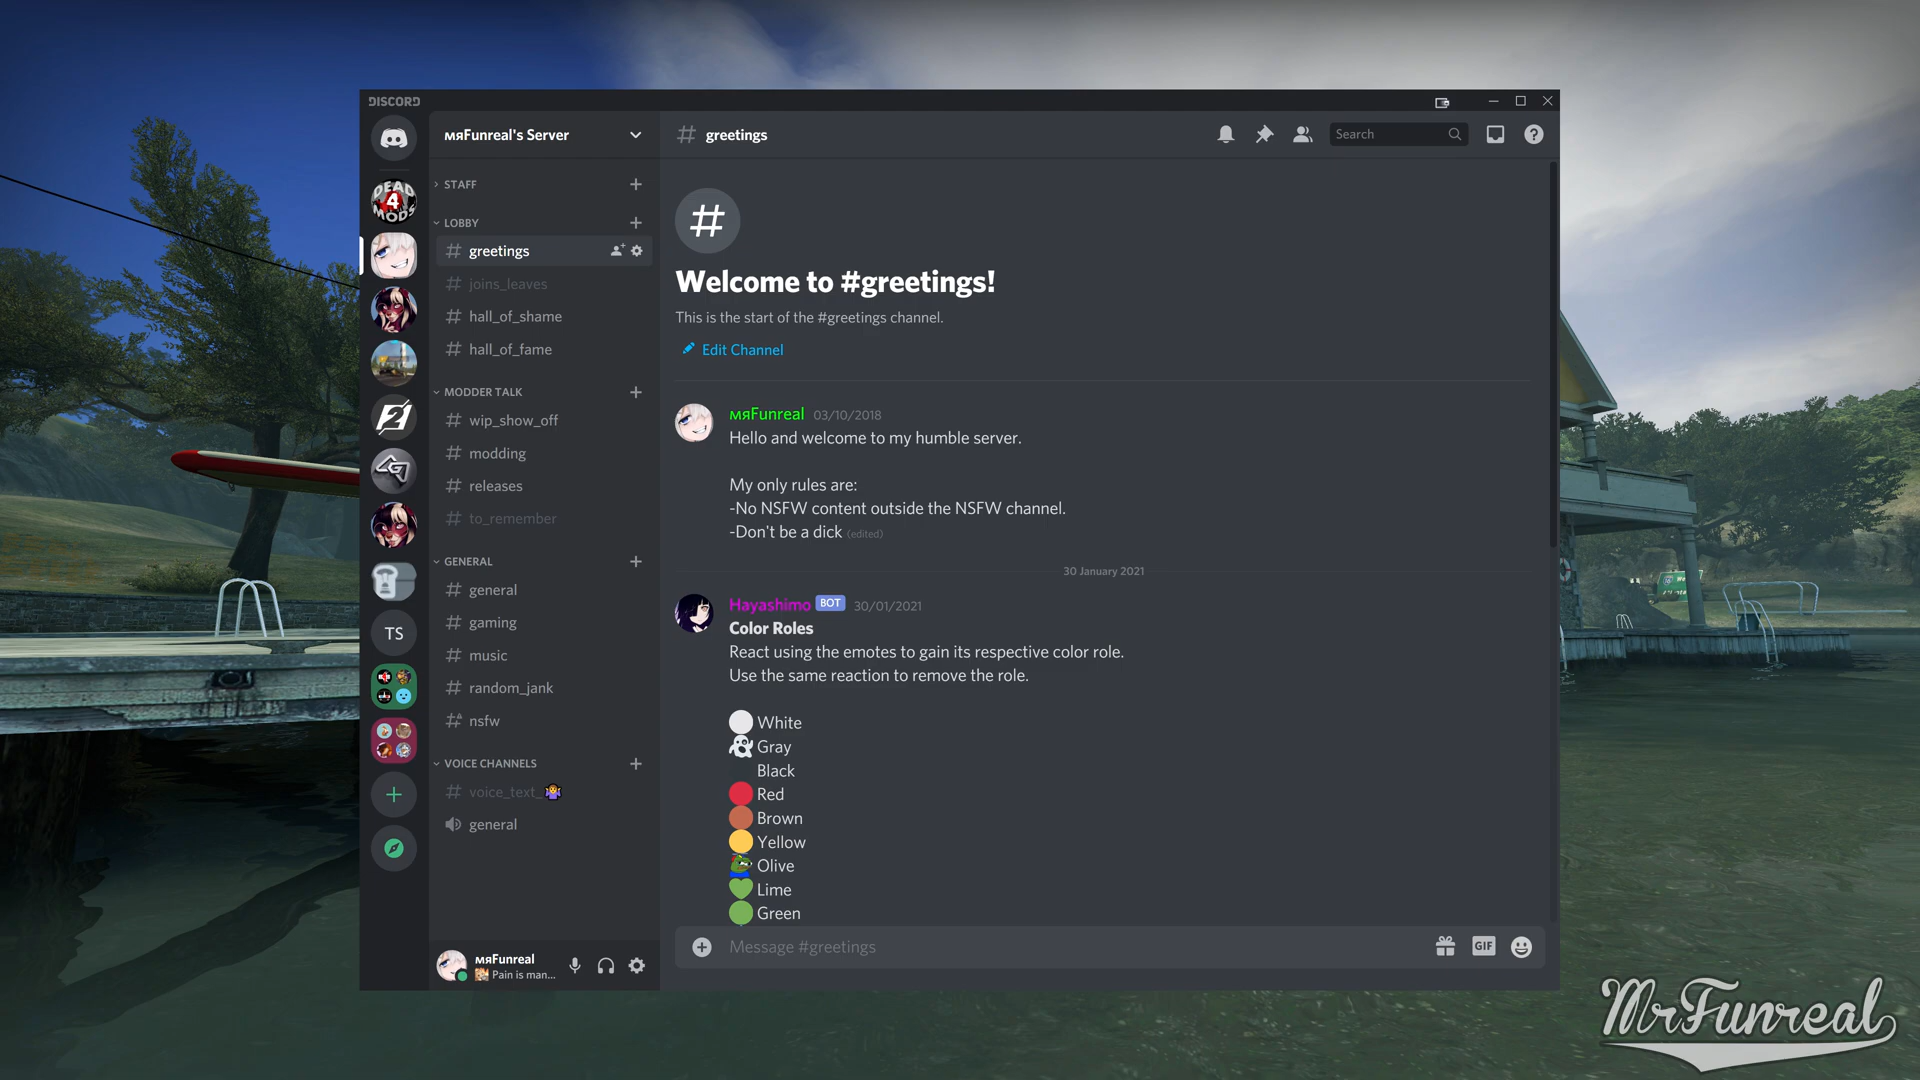 DISCORD
мяFunreal's Server
STAFF
LOBBY
greetings
joins_leaves
hall_of_shame
hall_of_fame
MODDER TALK
wip_show_off
modding
releases
to_remember
GENERAL
general
gaming
music
random_jank
nsfw
VOICE CHANNELS
voice_text_🤷‍♀️
general
мяFunreal
Pain is man...
DEAD
4
MODS
TS
# greetings
Search
Welcome to #greetings!
This is the start of the #greetings channel.
Edit Channel
мяFunreal 03/10/2018
Hello and welcome to my humble server.
My only rules are:
-No NSFW content outside the NSFW channel.
-Don't be a dick (edited)
30 January 2021
Hayashimo BOT 30/01/2021
Color Roles
React using the emotes to gain its respective color role.
Use the same reaction to remove the role.
White
Gray
Black
Red
Brown
Yellow
Olive
Lime
Green
Message #greetings
GIF
MrFunreal